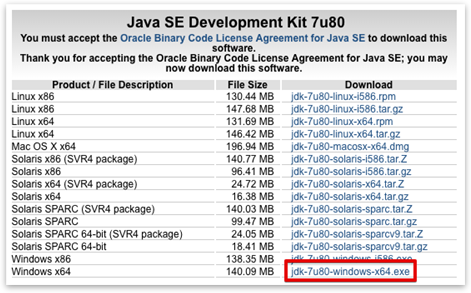 Java SE Development Kit 7u80
You must accept the Oracle Binary Code License Agreement for Java SE to download this
software.
Thank you for accepting the Oracle Binary Code License Agreement for Java SE; you may
now download this software.
Product / File Description File Size Download
Linux x86 130.44 MB jdk-7u80-linux-i586.rpm
Linux x86 147.68 MB jdk-7u80-linux-i586.tar.gz
Linux x64 131.69 MB jdk-7u80-linux-x64.rpm
Linux x64 146.42 MB jdk-7u80-linux-x64.tar.gz
Mac OS X x64 196.94 MB jdk-7u80-macosx-x64.dmg
Solaris x86 (SVR4 package) 140.77 MB jdk-7u80-solaris-i586.tar.Z
Solaris x86 96.41 MB jdk-7u80-solaris-i586.tar.gz
Solaris x64 (SVR4 package) 24.72 MB jdk-7u80-solaris-x64.tar.Z
Solaris x64 16.38 MB jdk-7u80-solaris-x64.tar.gz
Solaris SPARC (SVR4 package) 140.03 MB jdk-7u80-solaris-sparc.tar.Z
Solaris SPARC 99.47 MB jdk-7u80-solaris-sparc.tar.gz
Solaris SPARC 64-bit (SVR4 package) 24.05 MB jdk-7u80-solaris-sparcv9.tar.Z
Solaris SPARC 64-bit 18.41 MB jdk-7u80-solaris-sparcv9.tar.gz
Windows x86 138.35 MB jdk-7u80-windows-i586.exe
Windows x64 140.09 MB jdk-7u80-windows-x64.exe